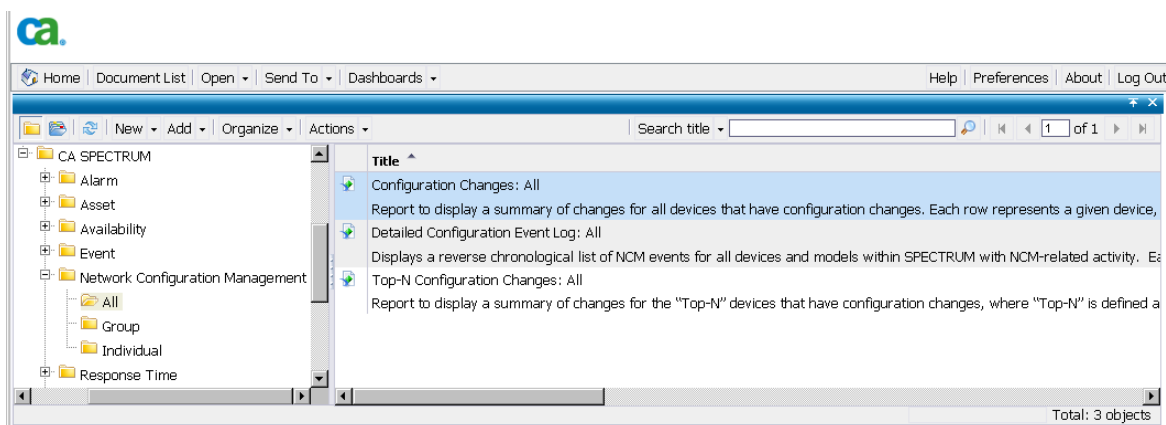 ca.
Home Document List Open Send To Dashboards Help Preferences About Log Out
New Add Organize Actions Search title 1 of 1
CA SPECTRUM
Alarm
Asset
Availability
Event
Network Configuration Management
All
Group
Individual
Response Time
Title
Configuration Changes: All
Report to display a summary of changes for all devices that have configuration changes. Each row represents a given device,
Detailed Configuration Event Log: All
Displays a reverse chronological list of NCM events for all devices and models within SPECTRUM with NCM-related activity. Ea
Top-N Configuration Changes: All
Report to display a summary of changes for the "Top-N" devices that have configuration changes, where "Top-N" is defined a
Total: 3 objects